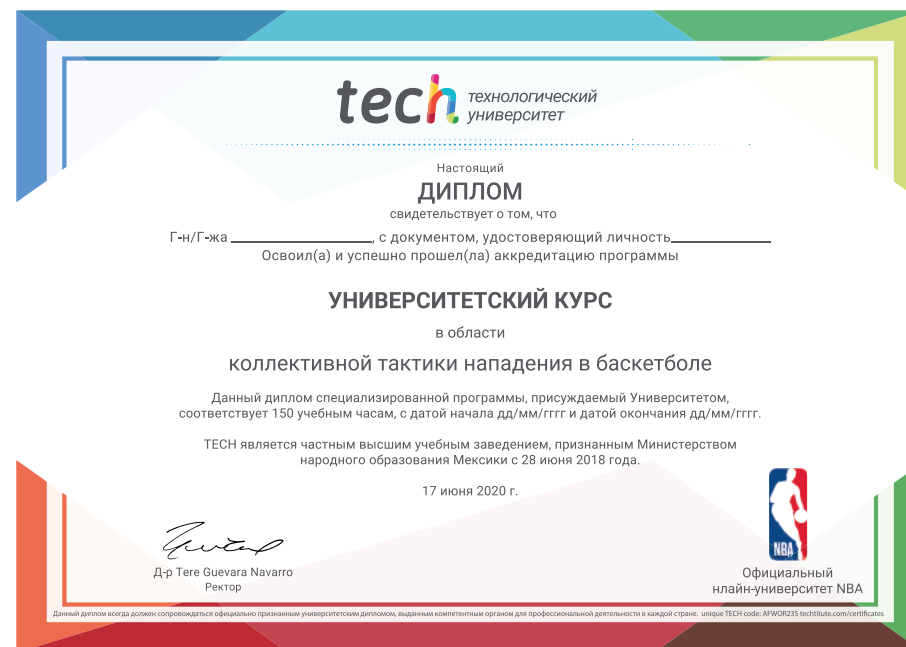 tech технологический
университет
Настоящий
ДИПЛОМ
свидетельствует о том, что
Г-н/Г-жа ____________________, с документом, удостоверяющий личность______________
Освоил(а) и успешно прошел(ла) аккредитацию программы
УНИВЕРСИТЕТСКИЙ КУРС
в области
коллективной тактики нападения в баскетболе
Данный диплом специализированной программы, присуждаемый Университетом,
соответствует 150 учебным часам, с датой начала дд/мм/гггг и датой окончания дд/мм/гггг.
TECH является частным высшим учебным заведением, признанным Министерством
народного образования Мексики с 28 июня 2018 года.
17 июня 2020 г.
Д-р Tere Guevara Navarro
Ректор
NBA
Официальный
нлайн-университет NBA
Данный диплом всегда должен сопровождаться официально признанным университетским дипломом, выданным компетентным органом для профессиональной деятельности в каждой стране. unique TECH code: AFWOR23S techtitute.com/certificates